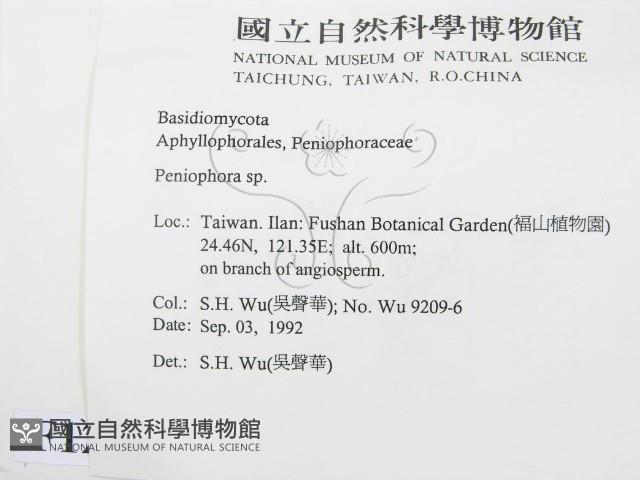 國立自然科學博物館
NATIONAL MUSEUM OF NATURAL SCIENCE
TAICHUNG, TAIWAN, R.O.CHINA
Basidiomycota
Aphyllophorales, Peniophoraceae
Peniophora sp.
Loc.: Taiwan. Ilan: Fushan Botanical Garden(福山植物園)
24.46N, 121.35E; alt. 600m;
on branch of angiosperm.
Col.: S.H. Wu(吳聲華); No. Wu 9209-6
Date: Sep. 03, 1992
Det.: S.H. Wu(吳聲華)
國立自然科學博物館
NATIONAL MUSEUM OF NATURAL SCIENCE